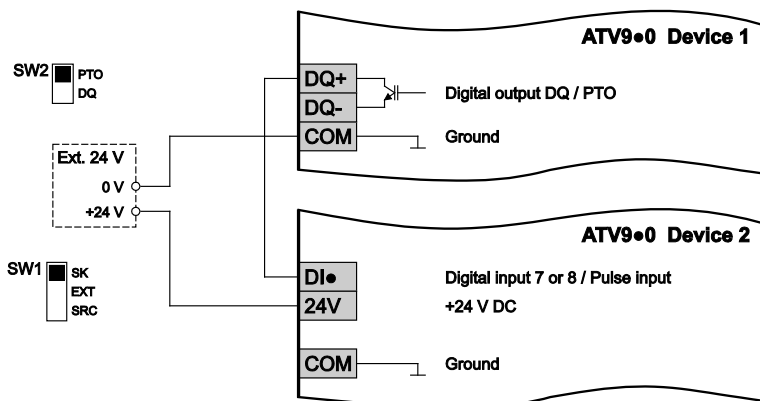 ATV9●0 Device 1
SW2
PTO
DQ
DQ+
DQ-
COM
Digital output DQ / PTO
Ground
Ext. 24 V
0 V
+24 V
ATV9●0 Device 2
SW1
SK
EXT
SRC
DI●
24V
COM
Digital input 7 or 8 / Pulse input
+24 V DC
Ground